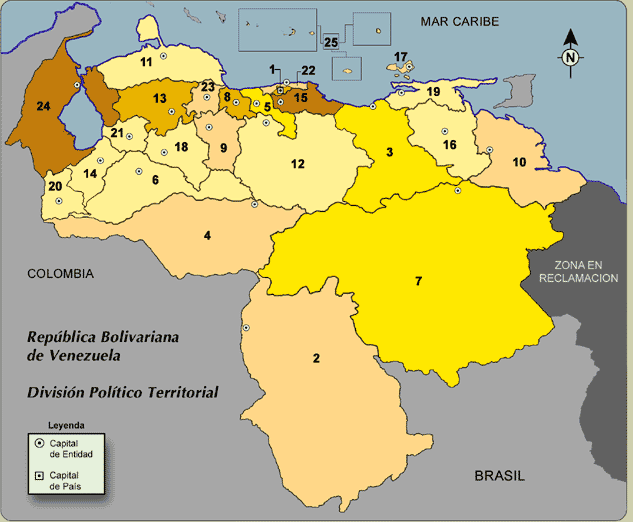 MAR CARIBE
25
17
11
1
22
24
13
23
8
5
15
19
21
18
9
12
3
16
10
14
6
20
4
7
2
COLOMBIA
ZONA EN
RECLAMACION
República Bolivariana
de Venezuela
División Político Territorial
Leyenda
Capital
de Entidad
Capital
de País
BRASIL
N